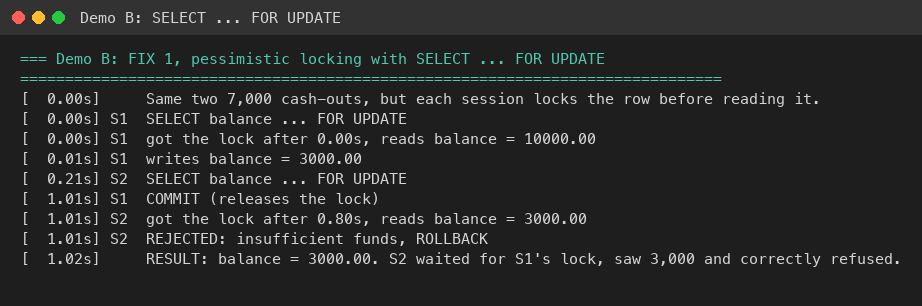 Demo B: SELECT ... FOR UPDATE
=== Demo B: FIX 1, pessimistic locking with SELECT ... FOR UPDATE
==============================================================================
[  0.00s]     Same two 7,000 cash-outs, but each session locks the row before reading it.
[  0.00s] S1  SELECT balance ... FOR UPDATE
[  0.00s] S1  got the lock after 0.00s, reads balance = 10000.00
[  0.01s] S1  writes balance = 3000.00
[  0.21s] S2  SELECT balance ... FOR UPDATE
[  1.01s] S1  COMMIT (releases the lock)
[  1.01s] S2  got the lock after 0.80s, reads balance = 3000.00
[  1.01s] S2  REJECTED: insufficient funds, ROLLBACK
[  1.02s]     RESULT: balance = 3000.00. S2 waited for S1's lock, saw 3,000 and correctly refused.